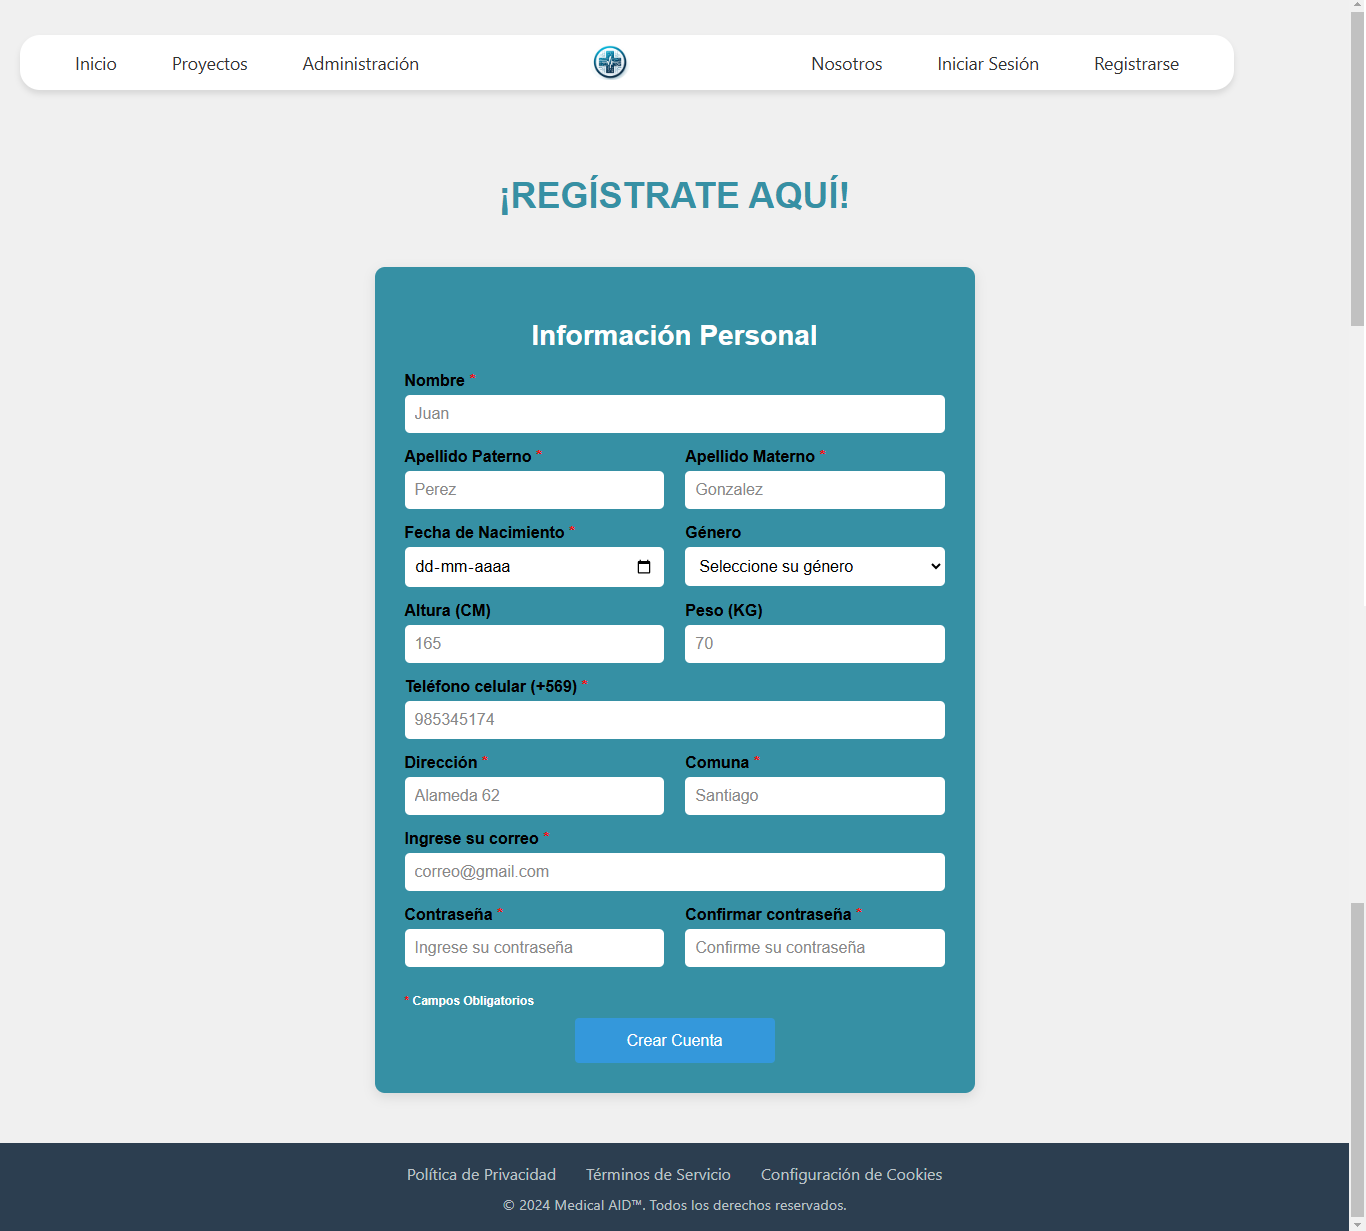 Inicio Proyectos Administración Nosotros Iniciar Sesión Registrarse
¡REGÍSTRATE AQUÍ!
Información Personal
Nombre *
Juan
Apellido Paterno * Apellido Materno *
Perez Gonzalez
Fecha de Nacimiento * Género
dd-mm-aaaa Seleccione su género
Altura (CM) Peso (KG)
165 70
Teléfono celular (+569) *
985345174
Dirección * Comuna *
Alameda 62 Santiago
Ingrese su correo *
correo@gmail.com
Contraseña * Confirmar contraseña *
Ingrese su contraseña Confirme su contraseña
* Campos Obligatorios
Crear Cuenta
Política de Privacidad Términos de Servicio Configuración de Cookies
© 2024 Medical AID™. Todos los derechos reservados.